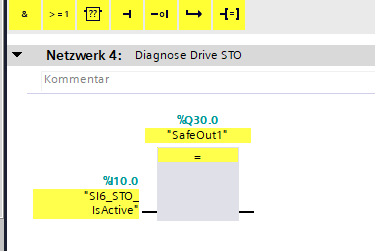 & >=1 ?? -o| [=]
Netzwerk 4: Diagnose Drive STO
Kommentar
%Q30.0
"SafeOut1"
=
%I10.0
"SI6_STO_
IsActive"